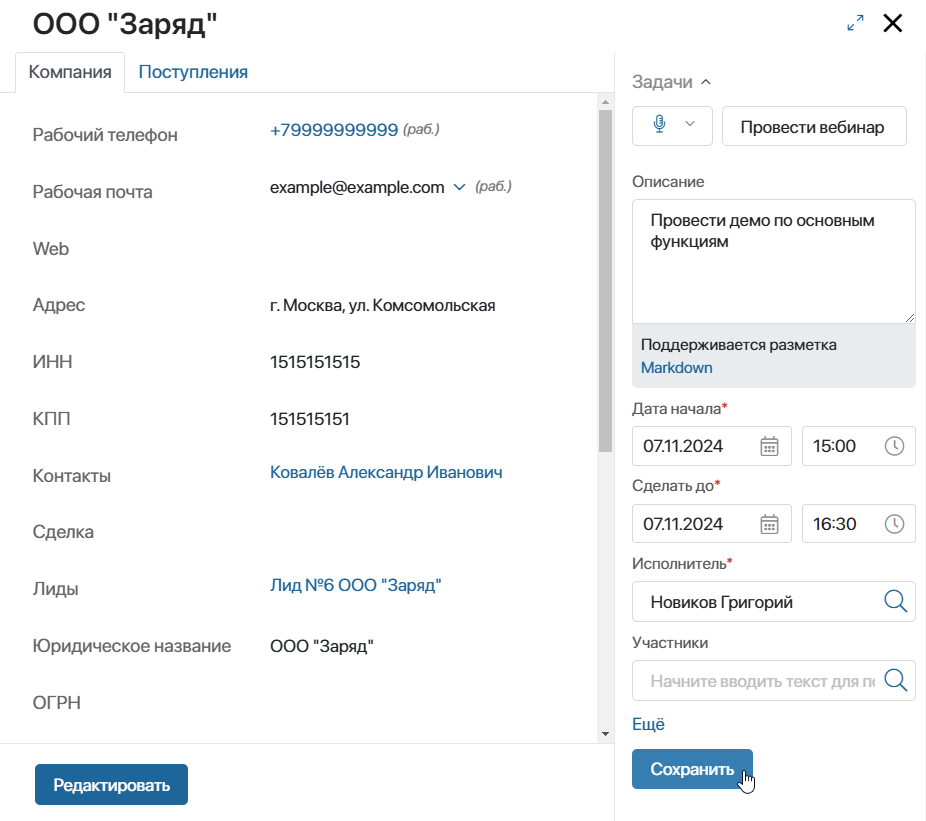 ООО "Заряд"
Компания
Поступления
Рабочий телефон
+79999999999 (раб.)
Рабочая почта
example@example.com (раб.)
Web
Адрес
г. Москва, ул. Комсомольская
ИНН
1515151515
КПП
151515151
Контакты
Ковалёв Александр Иванович
Сделка
Лиды
Лид №6 ООО "Заряд"
Юридическое название
ООО "Заряд"
ОГРН
Редактировать
Задачи
Провести вебинар
Описание
Провести демо по основным
функциям
Поддерживается разметка
Markdown
Дата начала*
07.11.2024
15:00
Сделать до*
07.11.2024
16:30
Исполнитель*
Новиков Григорий
Участники
Начните вводить текст для
Ещё
Сохранить